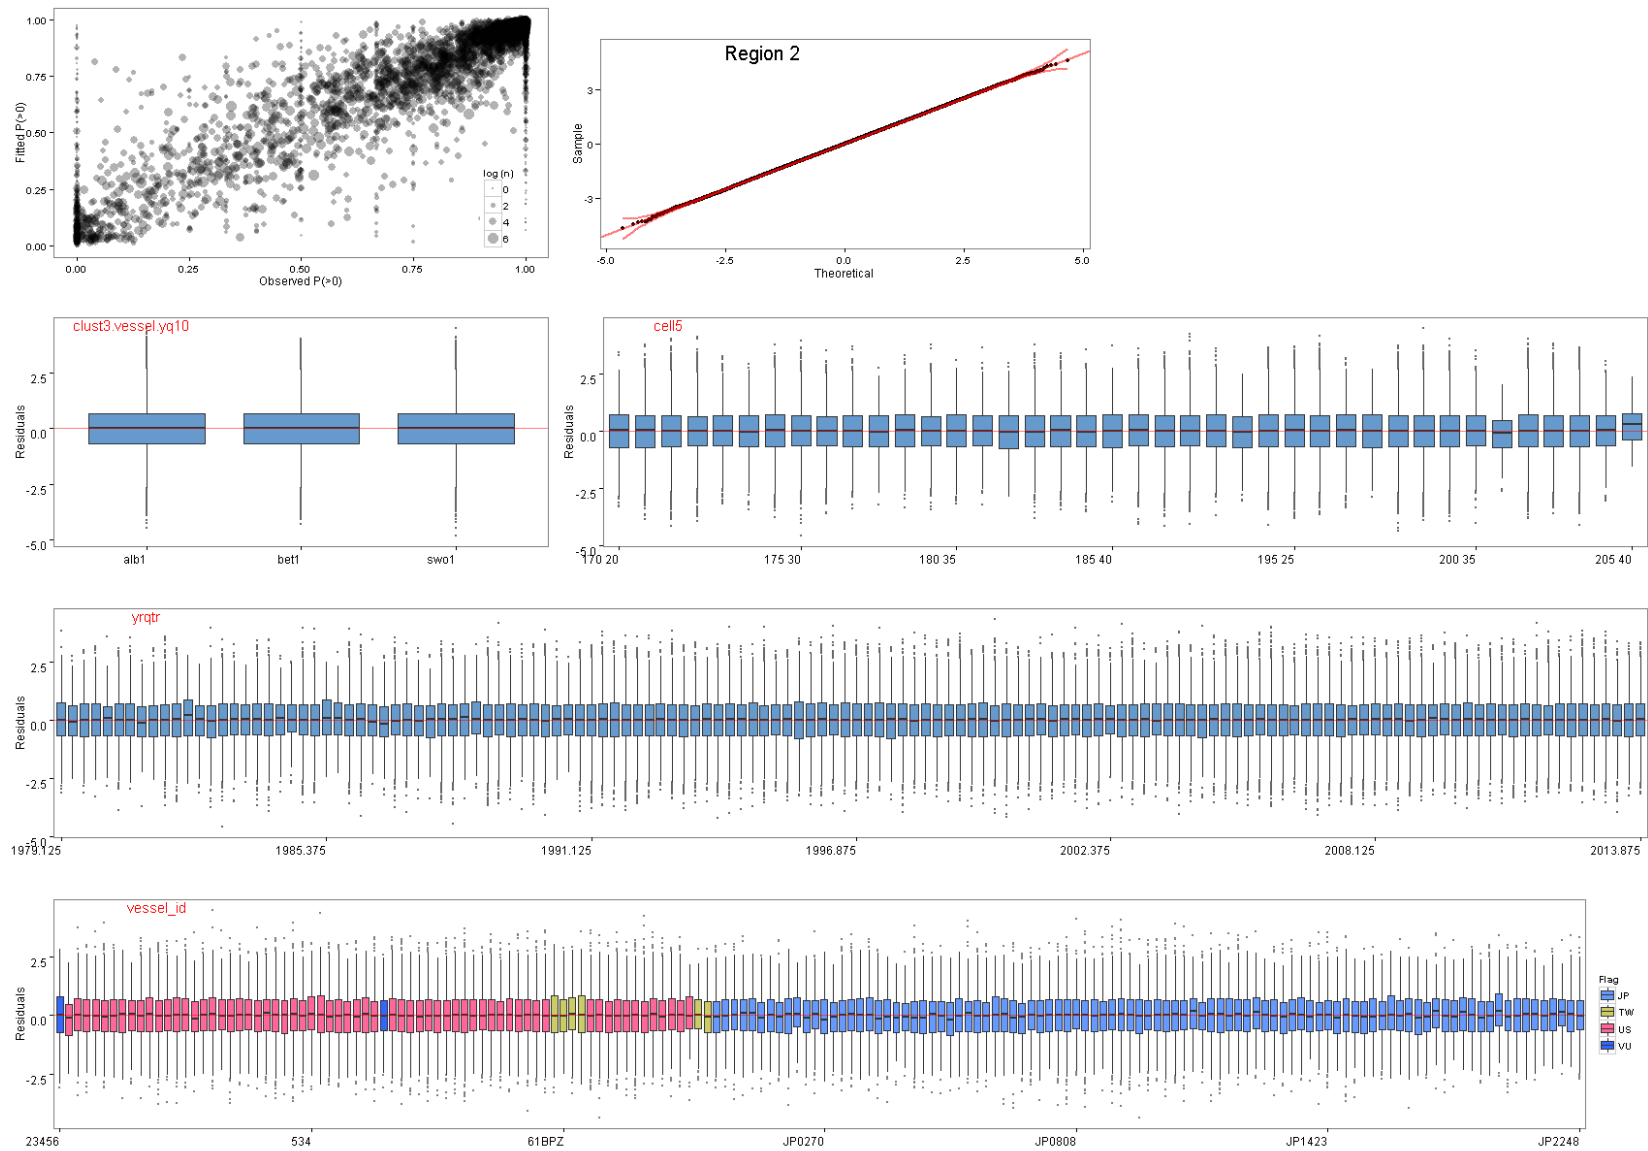 Region 2
1.00
0.75
0.50
0.25
0.00
Fitted P(>0)
log (n)
0
2
4
6
0.00 0.25 0.50 0.75 1.00
Observed P(>0)
3
0
-3
Sample
-5.0 -2.5 0.0 2.5 5.0
Theoretical
clust3.vessel.yq10
2.5
0.0
-2.5
-5.0
Residuals
alb1 bet1 swo1
cell5
2.5
0.0
-2.5
-5.0
Residuals
170 20 175 30 180 35 185 40 195 25 200 35 205 40
yrqtr
2.5
0.0
-2.5
-5.0
Residuals
1979.125 1985.375 1991.125 1996.875 2002.375 2008.125 2013.875
vessel_id
2.5
0.0
-2.5
Residuals
23456 534 61BPZ JP0270 JP0808 JP1423 JP2248
Flag
JP
TW
US
VU